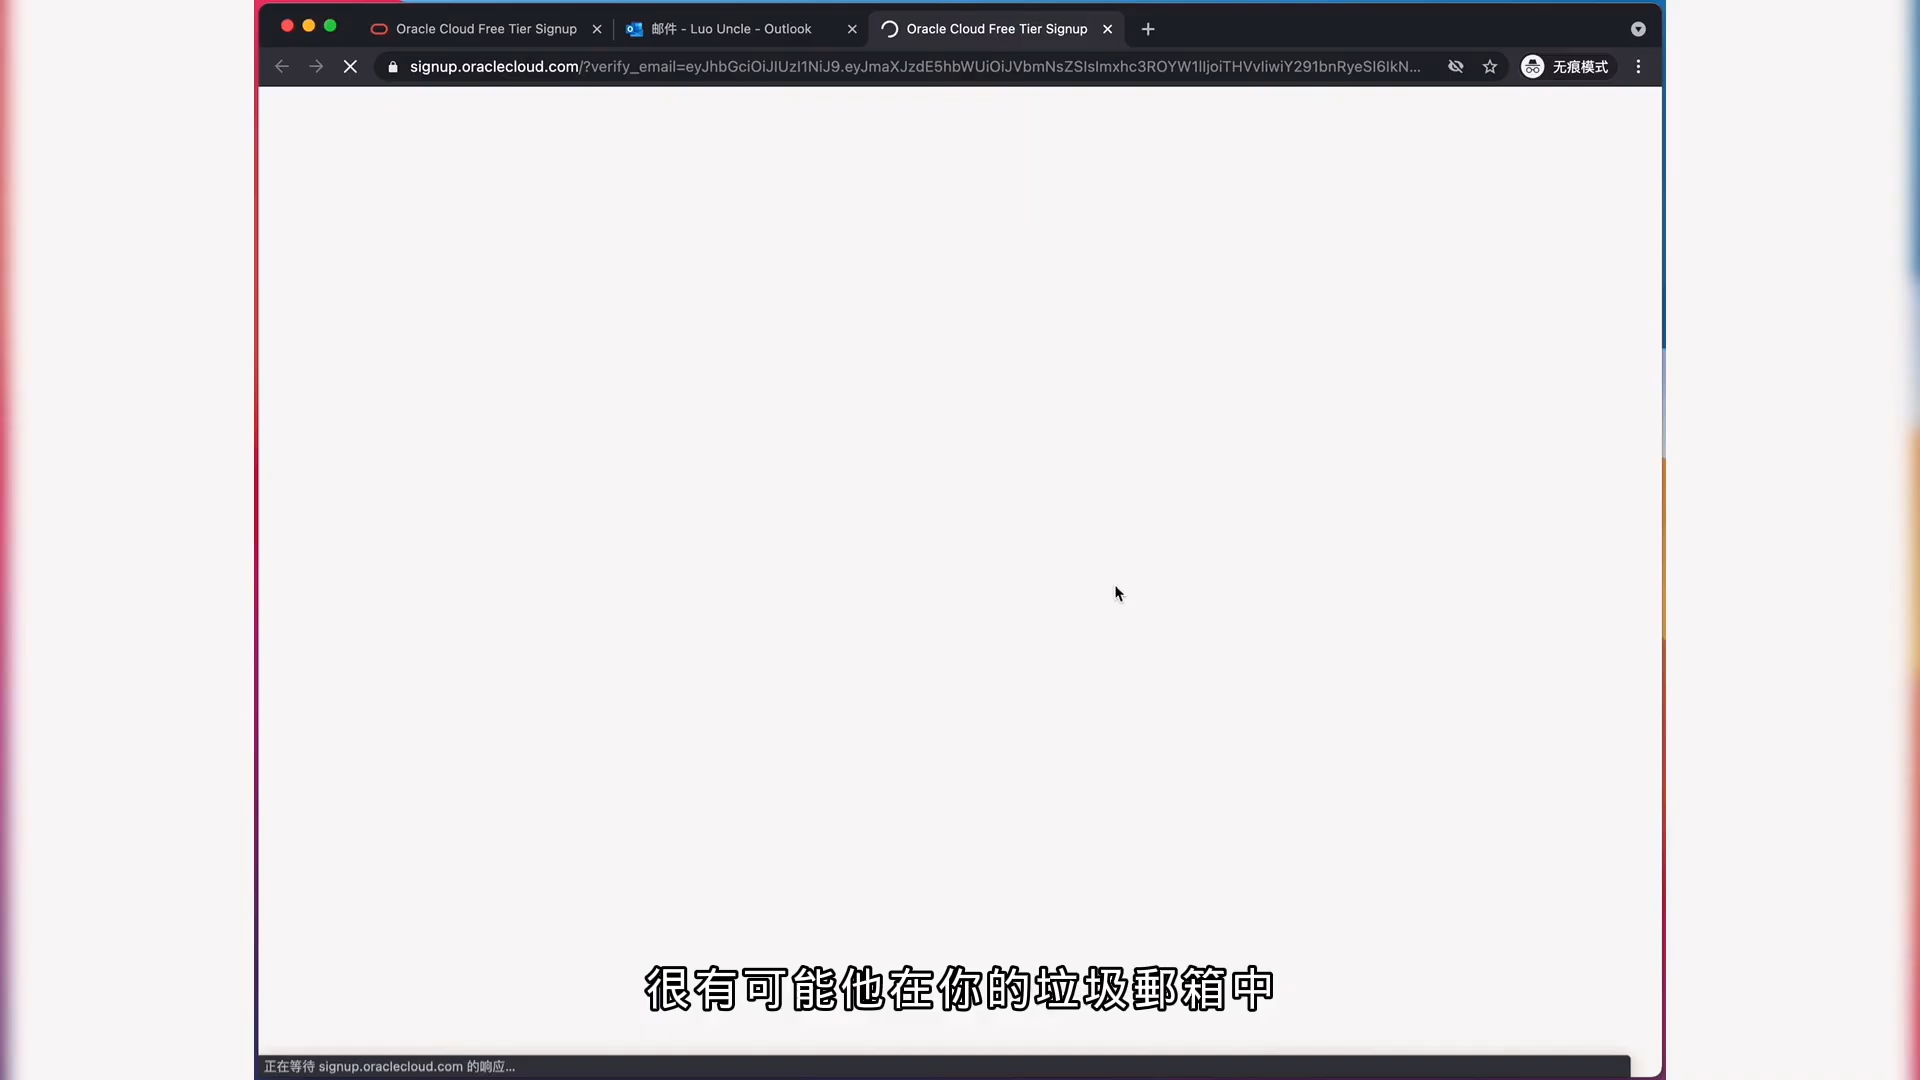 Oracle Cloud Free Tier Signup
邮件 - Luo Uncle - Outlook
Oracle Cloud Free Tier Signup
signup.oraclecloud.com/?verify_email=eyJhbGciOiJIUzI1NiJ9.eyJmaXJzdE5hbWUiOiJVbmNsZSIsImxhc3ROYW1lIjoiTHVvIiwiY291bnRyeSI6IkN...
无痕模式
很有可能他在你的垃圾郵箱中
正在等待 signup.oraclecloud.com 的响应...